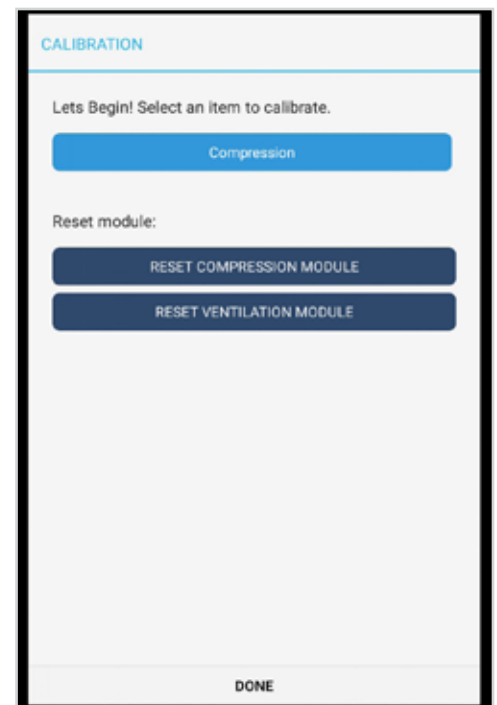 CALIBRATION
Lets Begin! Select an item to calibrate.
Compression
Reset module:
RESET COMPRESSION MODULE
RESET VENTILATION MODULE
DONE